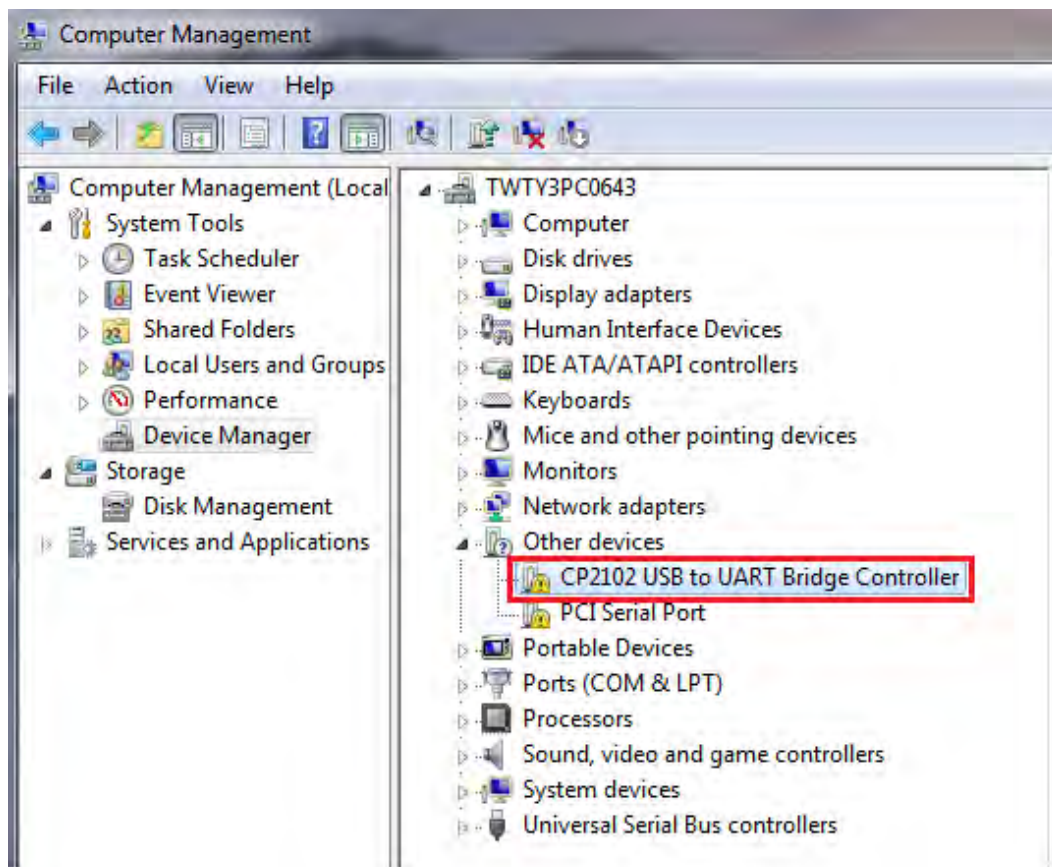 Computer Management
File Action View Help
Computer Management (Local
System Tools
Task Scheduler
Event Viewer
Shared Folders
Local Users and Groups
Performance
Device Manager
Storage
Disk Management
Services and Applications
TWTY3PC0643
Computer
Disk drives
Display adapters
Human Interface Devices
IDE ATA/ATAPI controllers
Keyboards
Mice and other pointing devices
Monitors
Network adapters
Other devices
CP2102 USB to UART Bridge Controller
PCI Serial Port
Portable Devices
Ports (COM & LPT)
Processors
Sound, video and game controllers
System devices
Universal Serial Bus controllers